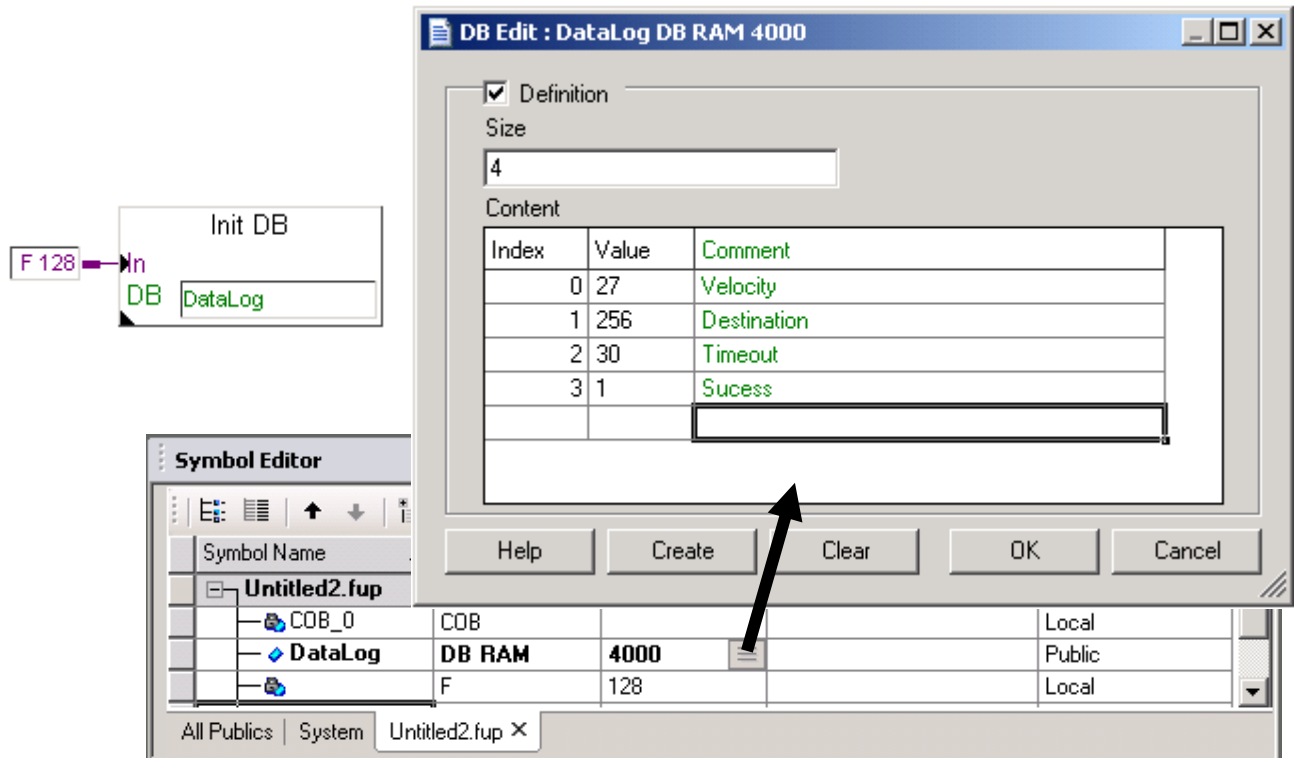 DB Edit : DataLog DB RAM 4000
Definition
Size
4
Content
Index Value Comment
0 27 Velocity
1 256 Destination
2 30 Timeout
3 1 Sucess
Help Create Clear OK Cancel
Init DB
F 128 In
DB DataLog
Symbol Editor
Symbol Name
Untitled2.fup
COB_0 COB Local
DataLog DB RAM 4000 Public
F 128 Local
All Publics System Untitled2.fup